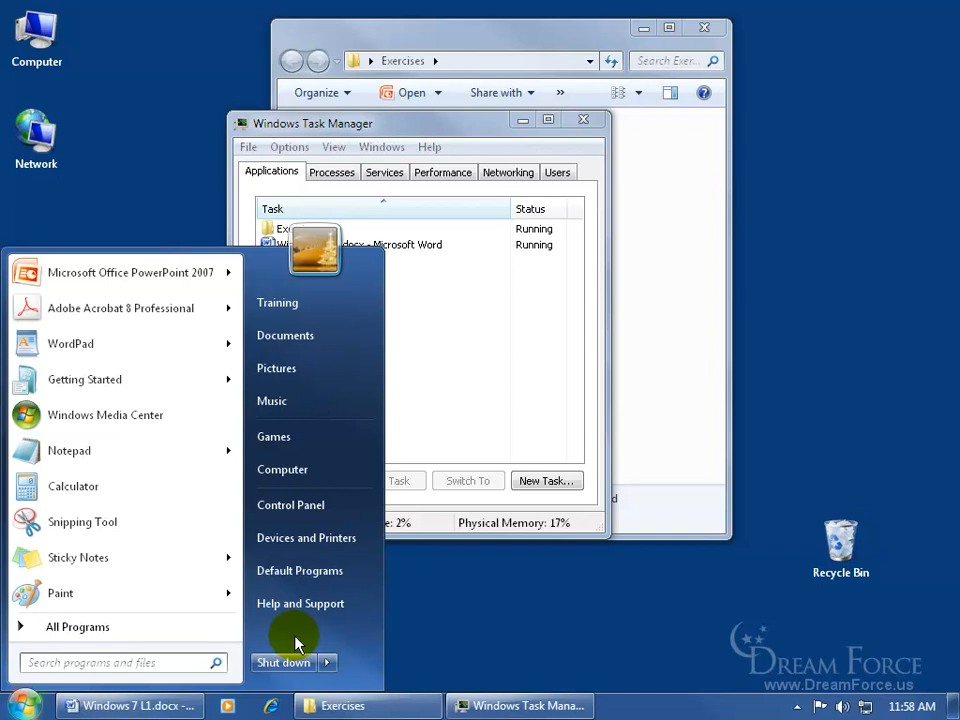 Computer
Network
Exercises
Search Exer...
Organize
Open
Share with
»
Windows Task Manager
File Options View Windows Help
Applications Processes Services Performance Networking Users
Task Status
Running
docx - Microsoft Word Running
Task Switch To New Task...
2% Physical Memory: 17%
Microsoft Office PowerPoint 2007
Adobe Acrobat 8 Professional
WordPad
Getting Started
Windows Media Center
Notepad
Calculator
Snipping Tool
Sticky Notes
Paint
All Programs
Search programs and files
Training
Documents
Pictures
Music
Games
Computer
Control Panel
Devices and Printers
Default Programs
Help and Support
Shut down
Recycle Bin
DREAM FORCE
www.DreamForce.us
Windows 7 L1.docx -... Exercises Windows Task Mana... 11:58 AM